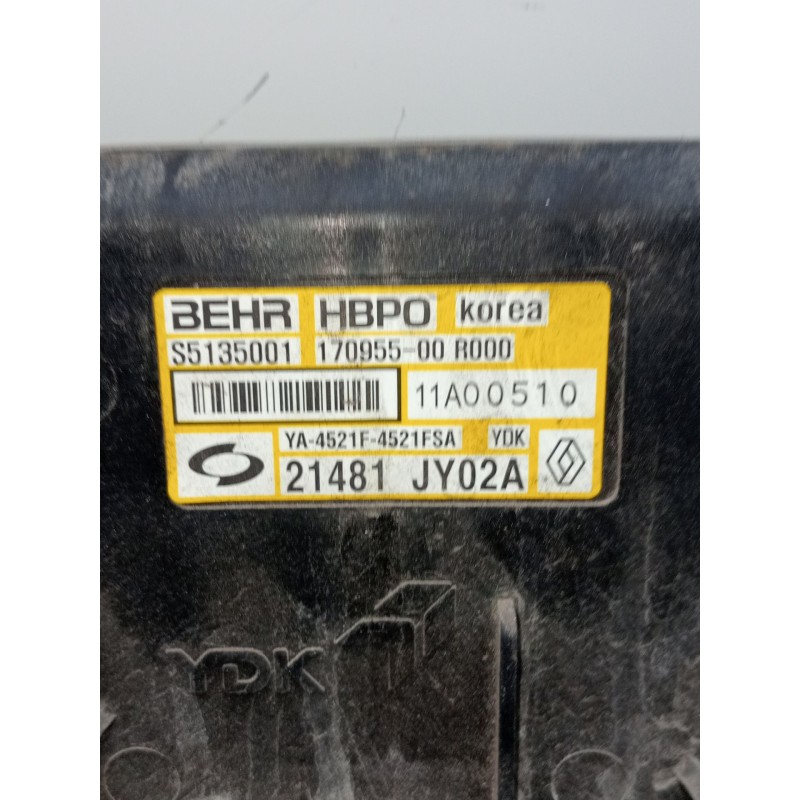 BEHR HBPO korea
S5135001 170955-00 R000
11A00510
YA-4521F-4521FSA YDK
21481 JY02A
YDK